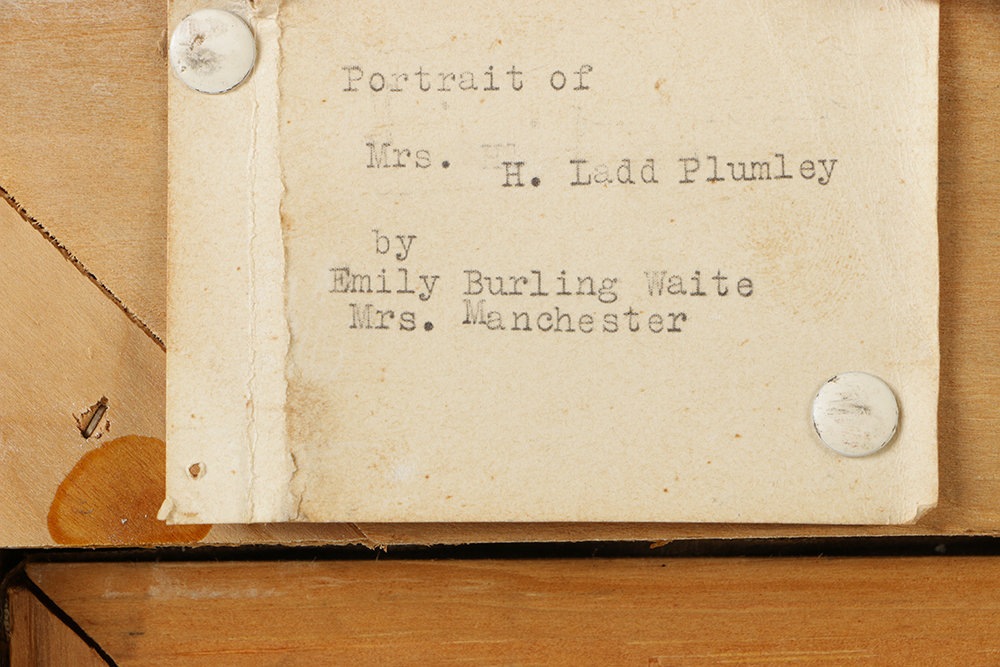 Portrait of
Mrs. H. Ladd Plumley
by
Emily Burling Waite
Mrs. Manchester